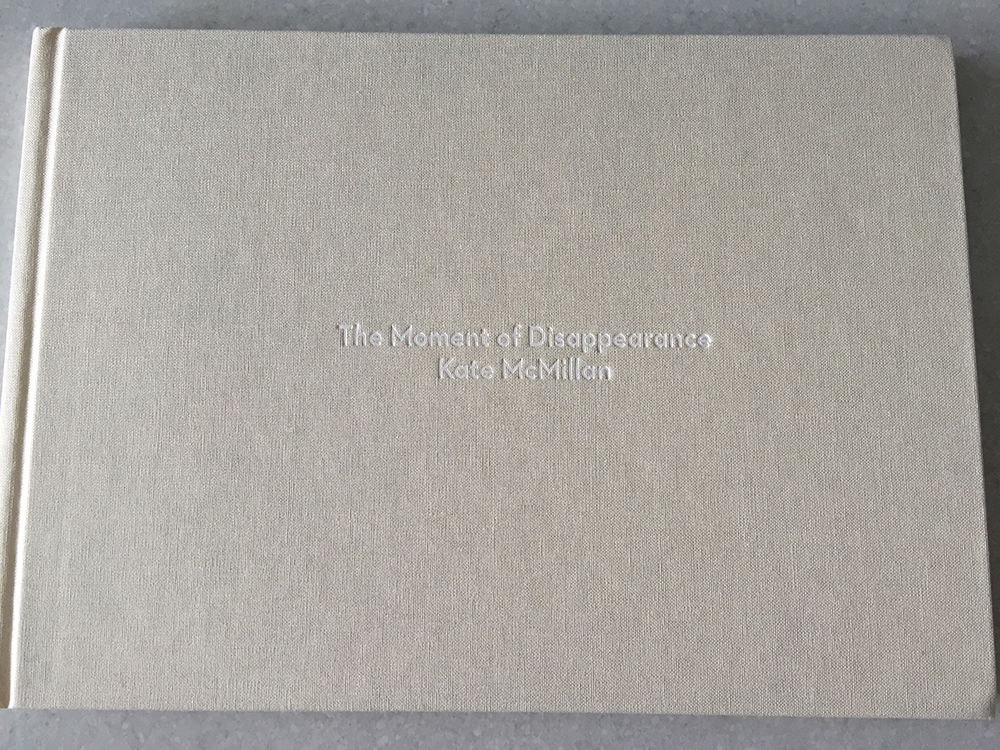 The Moment of Disappearance
Kate McMillan